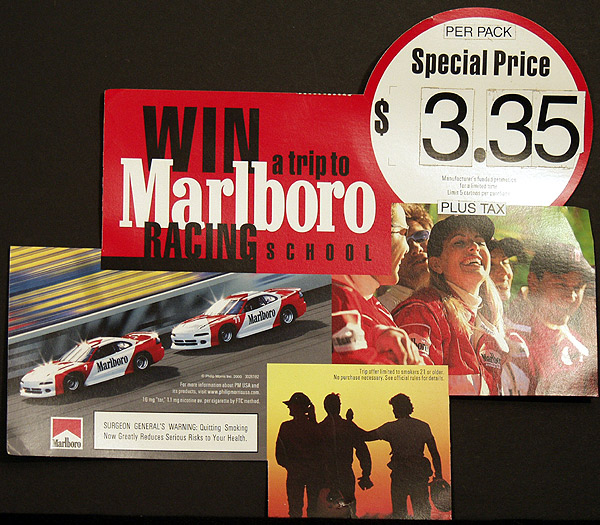 PER PACK
Special Price
$ 3.35
Manufacturer's funded promotion
for a limited time.
Limit 5 cartons per
PLUS TAX
WIN
a trip to
Marlboro
RACING SCHOOL
Marlboro
Marlboro
© Philip Morris Inc. 2000
For more information about PM USA and
its products, visit www.philipmorrisusa.com
16 mg "tar," 1.1 mg nicotine av. per cigarette by FTC method.
Marlboro
SURGEON GENERAL'S WARNING: Quitting Smoking
Now Greatly Reduces Serious Risks to Your Health.
Trip offer limited to smokers 21 or older.
No purchase necessary. See official rules for details.